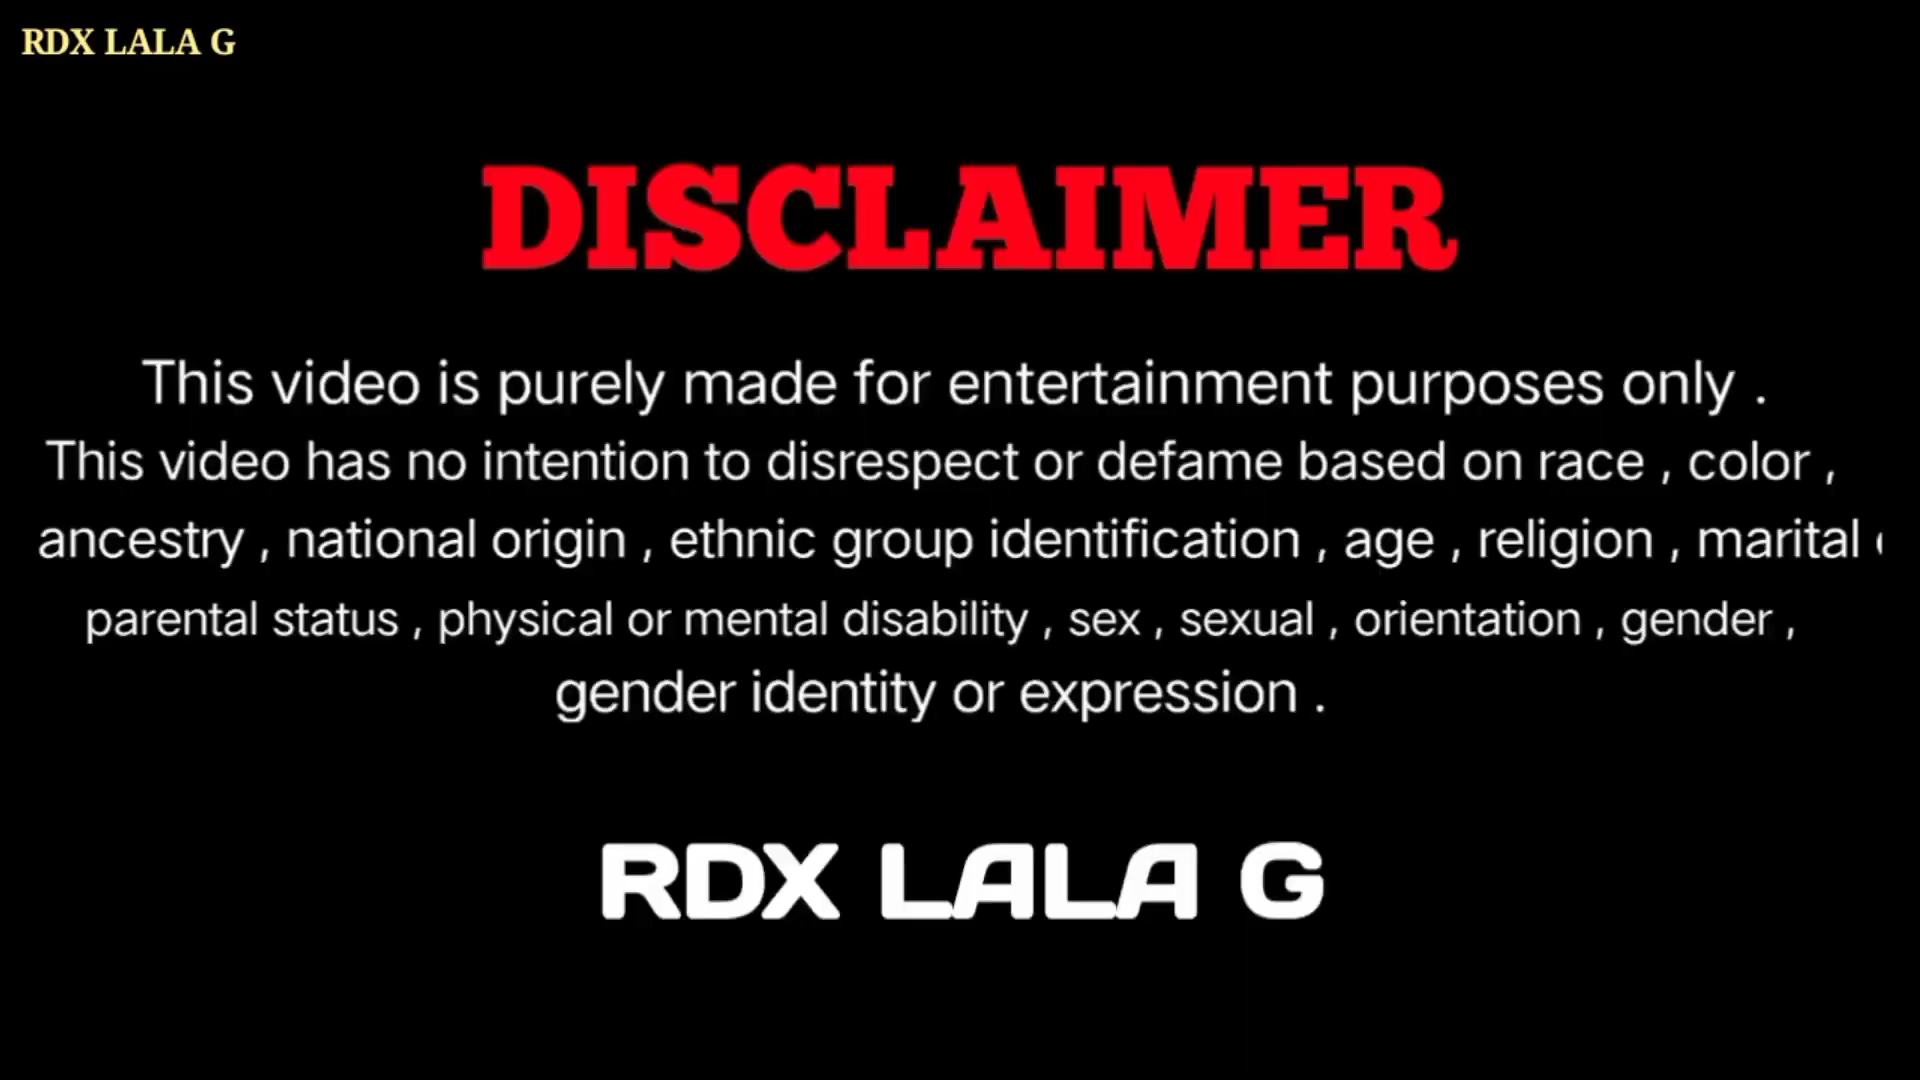 RDX LALA G
DISCLAIMER
This video is purely made for entertainment purposes only .
This video has no intention to disrespect or defame based on race , color ,
ancestry , national origin , ethnic group identification , age , religion , marital
parental status , physical or mental disability , sex , sexual , orientation , gender ,
gender identity or expression .
RDX LALA G